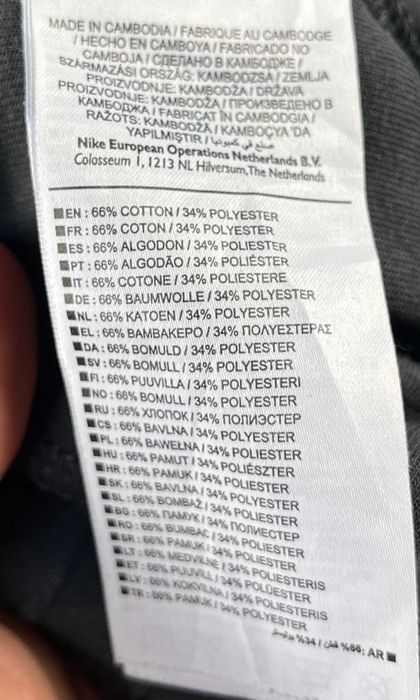 MADE IN CAMBODIA / FABRIQUE AU CAMBODGE
/ HECHO EN CAMBOYA / FABRICADO NO
CAMBOJA / СДЕЛАНО В КАМБОДЖЕ /
SZÁRMAZÁSI ORSZÁG: KAMBODZSA / ZEMLJA
PROIZVODNJE: KAMBODŽA / DRŽAVA
PROIZVODNJE: KAMBODŽA / ПРОИЗВЕДЕНО В
КАМБОДЖА / FABRICAT ÎN CAMBODGIA /
RAŽOTS: KAMBODŽĀ / KAMBOÇYA'DA
YAPILMIŞTIR / صنع في كمبوديا
Nike European Operations Netherlands B.V.
Colosseum 1, 1213 NL Hilversum, The Netherlands
EN : 66% COTTON / 34% POLYESTER
FR : 66% COTON / 34% POLYESTER
ES : 66% ALGODON / 34% POLIESTER
PT : 66% ALGODÃO / 34% POLIÉSTER
IT : 66% COTONE / 34% POLIESTERE
DE : 66% BAUMWOLLE / 34% POLYESTER
NL : 66% KATOEN / 34% POLYESTER
EL : 66% ΒΑΜΒΑΚΕΡΟ / 34% ΠΟΛΥΕΣΤΕΡΑΣ
DA : 66% BOMULD / 34% POLYESTER
SV : 66% BOMULL / 34% POLYESTER
FI : 66% PUUVILLA / 34% POLYESTERI
NO : 66% BOMULL / 34% POLYESTER
RU : 66% ХЛОПОК / 34% ПОЛИЭСТЕР
CS : 66% BAVLNA / 34% POLYESTER
PL : 66% BAWEŁNA / 34% POLIESTER
HU : 66% PAMUT / 34% POLIÉSZTER
HR : 66% PAMUK / 34% POLIESTER
SK : 66% BAVLNA / 34% POLYESTER
SL : 66% BOMBAŽ / 34% POLIESTER
BG : 66% ПАМУК / 34% ПОЛИЕСТЕР
RO : 66% BUMBAC / 34% POLIESTER
SR : 66% PAMUK / 34% POLIESTER
LT : 66% MEDVILNĖ / 34% POLIESTERIS
ET : 66% PUUVILL / 34% POLÜESTER
LV : 66% KOKVILNA / 34% POLIESTERIS
TR : 66% PAMUK / 34% POLYESTER
AR : 66% قطن / 34%